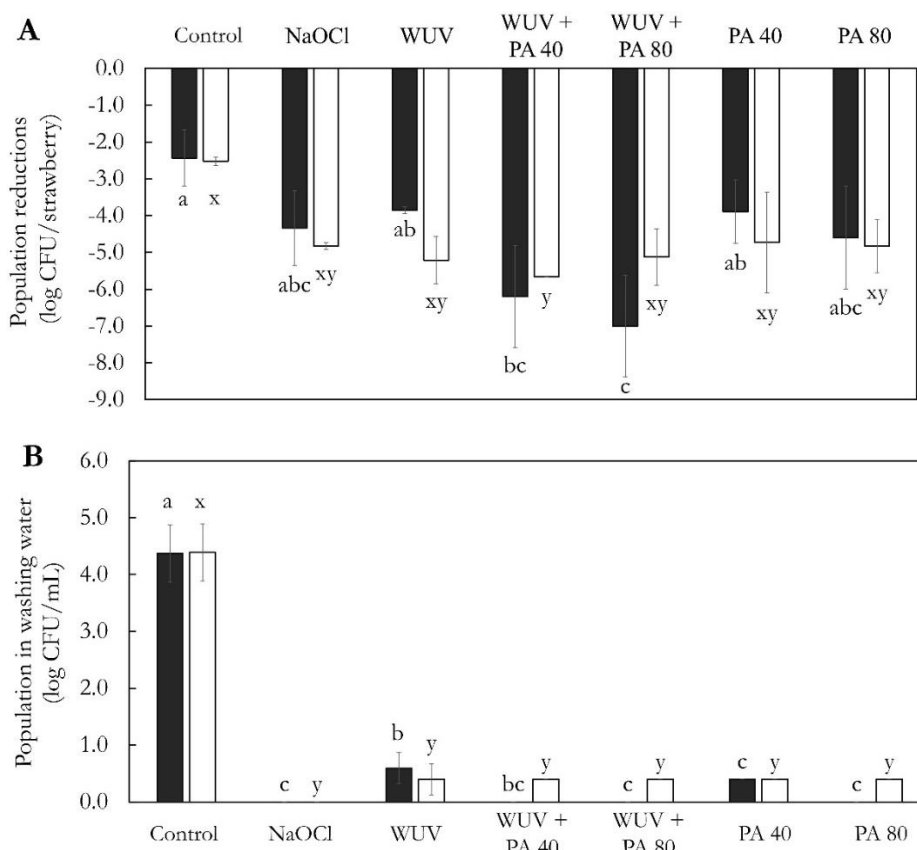 A
Control NaOCl WUV WUV + PA 40 WUV + PA 80 PA 40 PA 80
Population reductions
(log CFU/strawberry)
0.0
-1.0
-2.0
-3.0
-4.0
-5.0
-6.0
-7.0
-8.0
-9.0
a x abc xy ab xy bc y c xy ab xy abc xy
B
Population in washing water
(log CFU/mL)
6.0
5.0
4.0
3.0
2.0
1.0
0.0
a x c y b y bc y c y c y c y
Control NaOCl WUV WUV + PA 40 WUV + PA 80 PA 40 PA 80